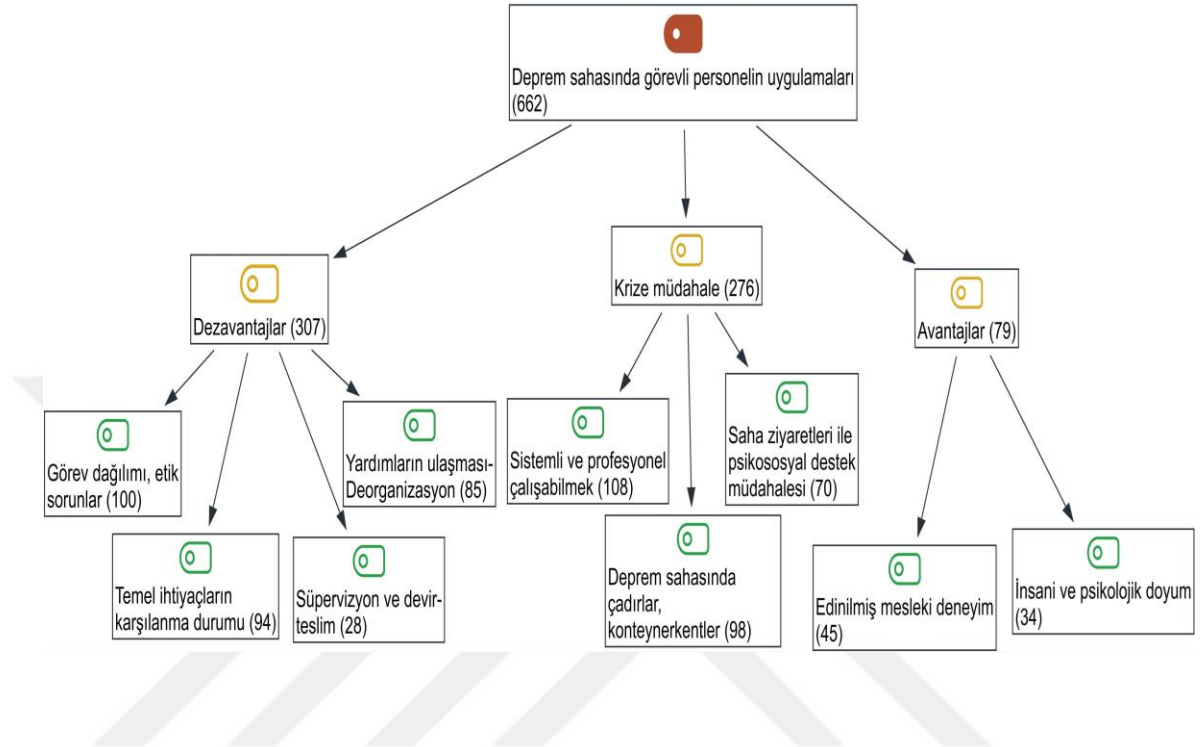 Deprem sahasında görevli personelin uygulamaları
(662)
Dezavantajlar (307)
Krize müdahale (276)
Avantajlar (79)
Görev dağılımı, etik
sorunlar (100)
Yardımların ulaşması-
Deorganizasyon (85)
Sistemli ve profesyonel
çalışabilmek (108)
Saha ziyaretleri ile
psikososyal destek
müdahalesi (70)
Temel ihtiyaçların
karşılanma durumu (94)
Süpervizyon ve devir-
teslim (28)
Deprem sahasında
çadırlar,
konteynerkentler (98)
Edinilmiş mesleki deneyim
(45)
İnsani ve psikolojik doyum
(34)